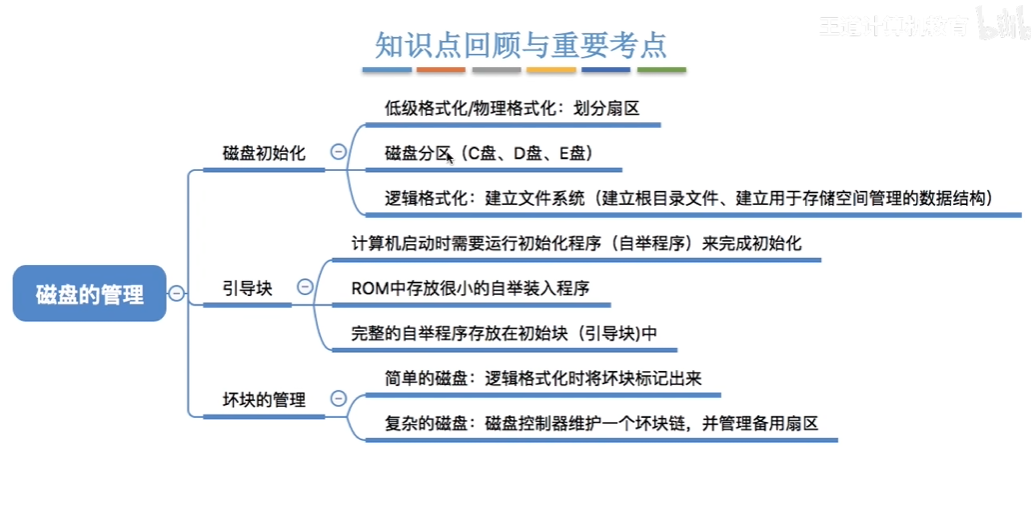 知识点回顾与重要考点
低级格式化/物理格式化：划分扇区
磁盘初始化
磁盘分区（C盘、D盘、E盘）
逻辑格式化：建立文件系统（建立根目录文件、建立用于存储空间管理的数据结构）
计算机启动时需要运行初始化程序（自举程序）来完成初始化
磁盘的管理
引导块
ROM中存放很小的自举装入程序
完整的自举程序存放在初始块（引导块)中
简单的磁盘：逻辑格式化时将坏块标记出来
坏块的管理
复杂的磁盘：磁盘控制器维护一个坏块链，并管理备用扇区